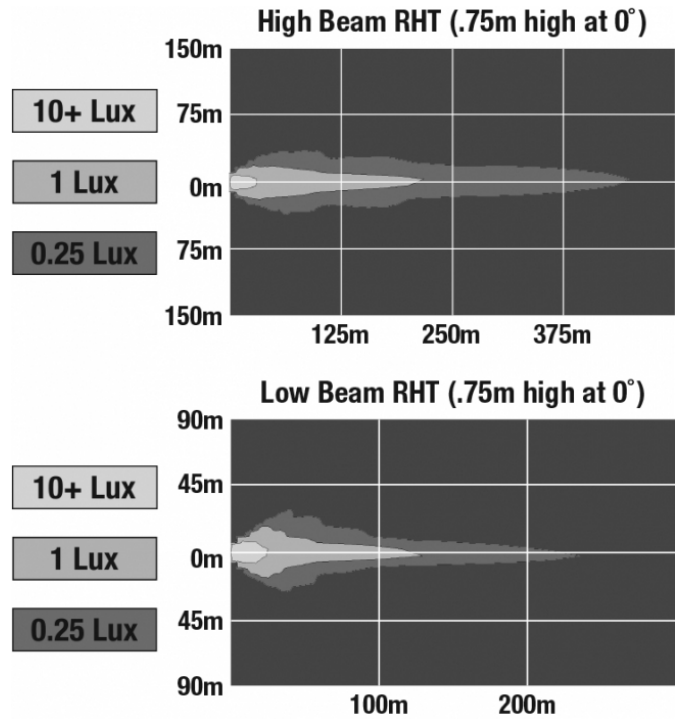 High Beam RHT (.75m high at 0°)
150m
10+ Lux
75m
1 Lux
0m
0.25 Lux
75m
150m
125m 250m 375m
Low Beam RHT (.75m high at 0°)
90m
10+ Lux
45m
1 Lux
0m
0.25 Lux
45m
90m
100m 200m